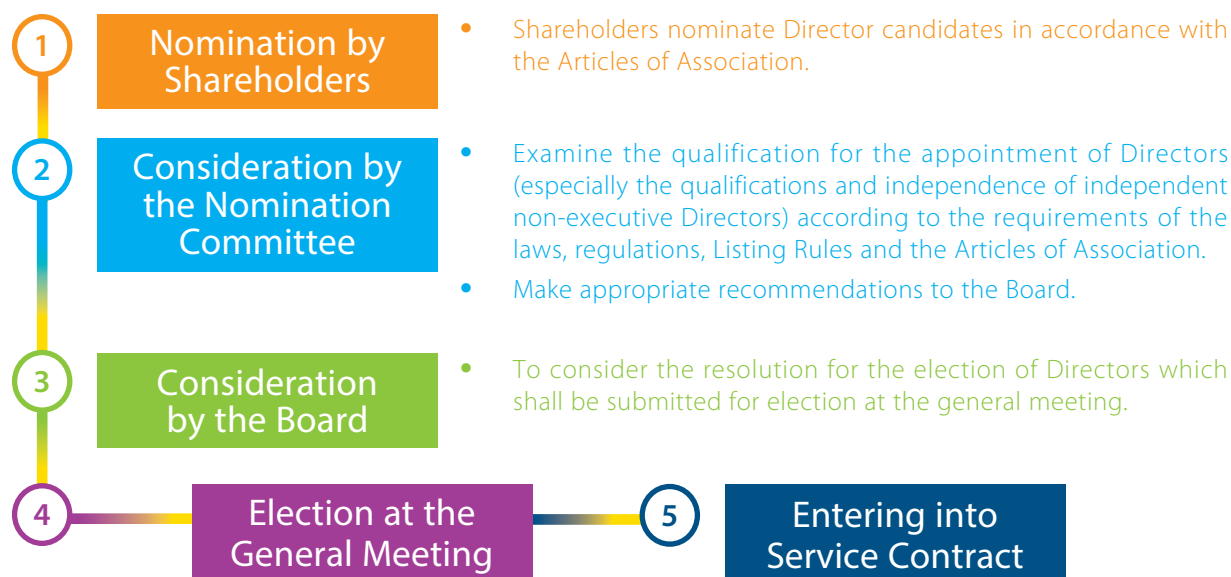 1
Nomination by
Shareholders
• Shareholders nominate Director candidates in accordance with
the Articles of Association.
2
Consideration by
the Nomination
Committee
• Examine the qualification for the appointment of Directors
(especially the qualifications and independence of independent
non-executive Directors) according to the requirements of the
laws, regulations, Listing Rules and the Articles of Association.
• Make appropriate recommendations to the Board.
3
Consideration
by the Board
• To consider the resolution for the election of Directors which
shall be submitted for election at the general meeting.
4
Election at the
General Meeting
5
Entering into
Service Contract